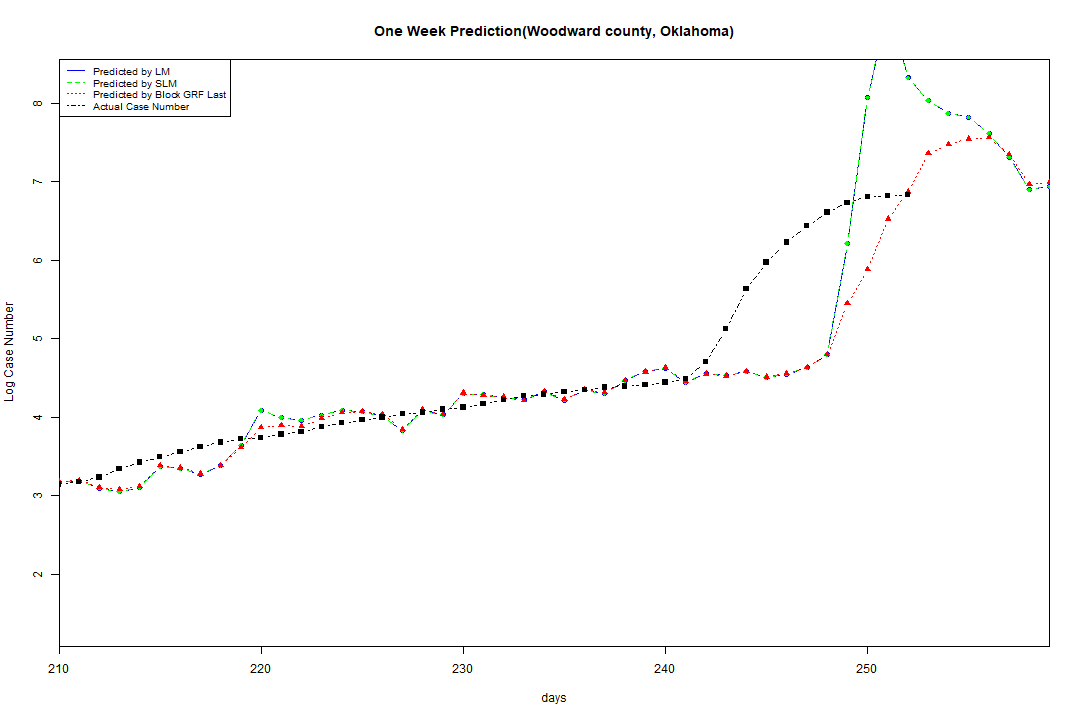 One Week Prediction(Woodward county, Oklahoma)
Predicted by LM
Predicted by SLM
Predicted by Block GRF Last
Actual Case Number
Log Case Number
8
7
6
5
4
3
2
210 220 230 240 250
days